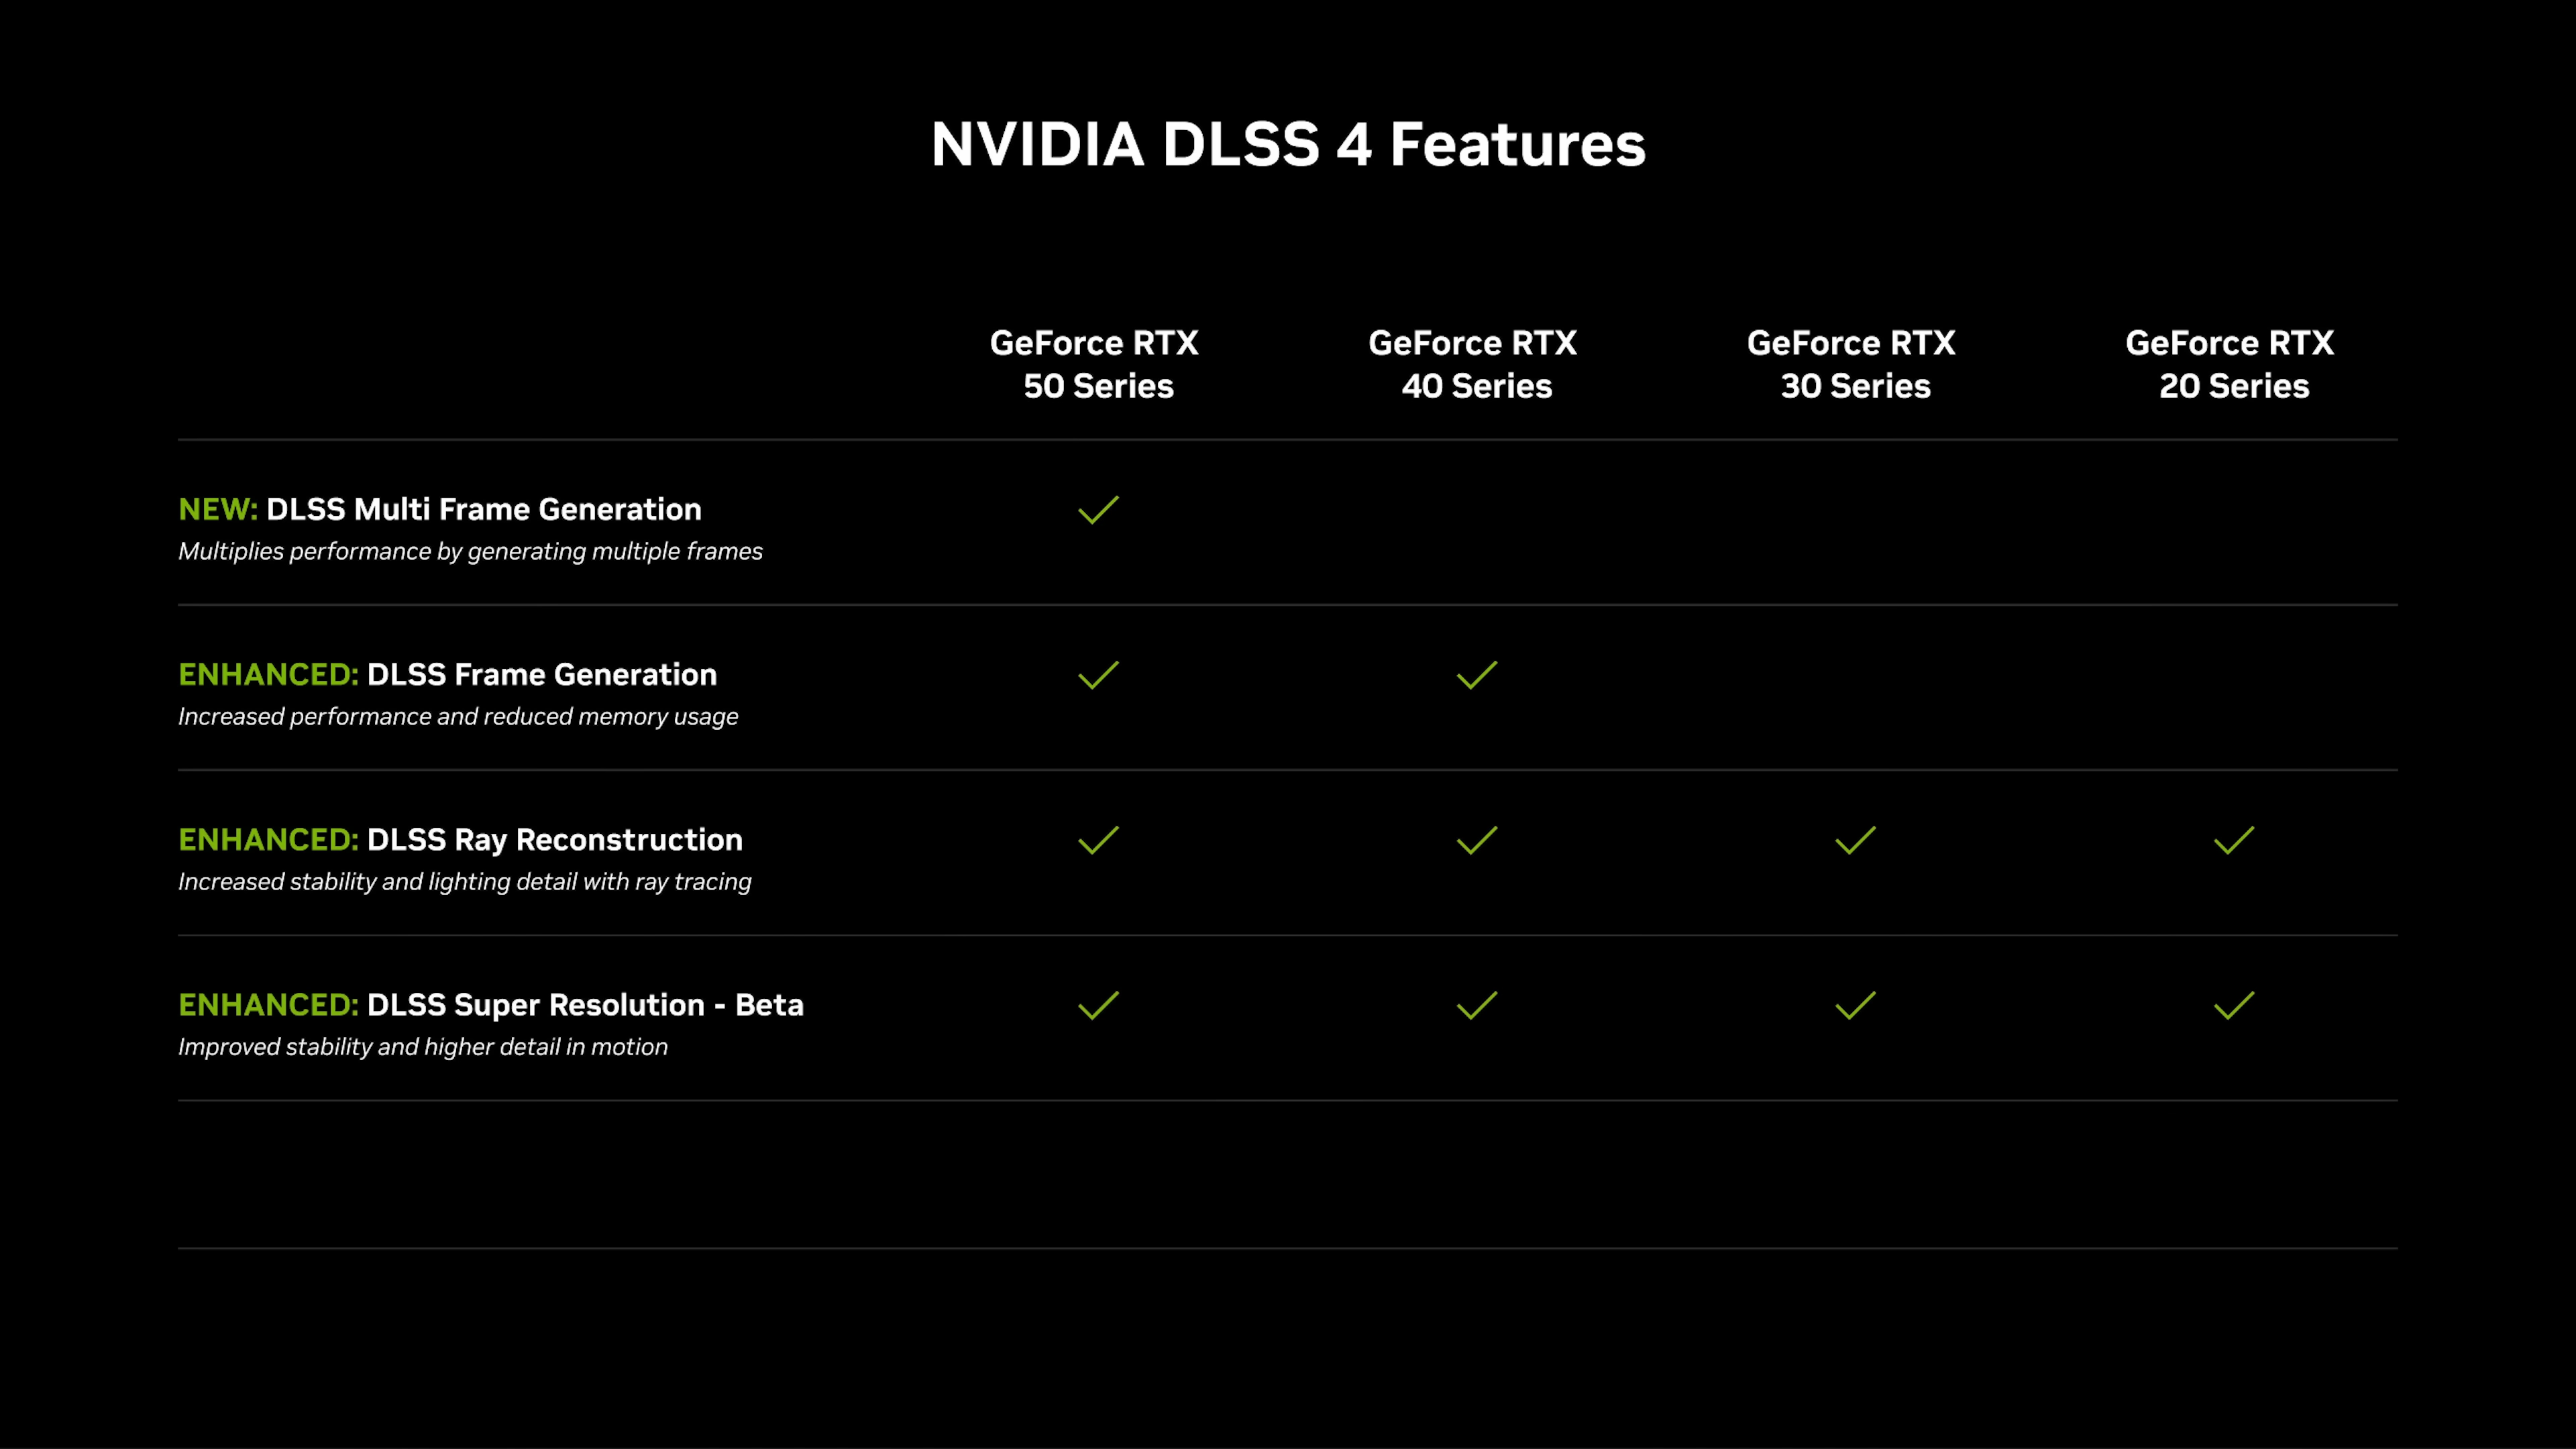 NVIDIA DLSS 4 Features
GeForce RTX
50 Series
GeForce RTX
40 Series
GeForce RTX
30 Series
GeForce RTX
20 Series
NEW: DLSS Multi Frame Generation
Multiplies performance by generating multiple frames
ENHANCED: DLSS Frame Generation
Increased performance and reduced memory usage
ENHANCED: DLSS Ray Reconstruction
Increased stability and lighting detail with ray tracing
ENHANCED: DLSS Super Resolution - Beta
Improved stability and higher detail in motion